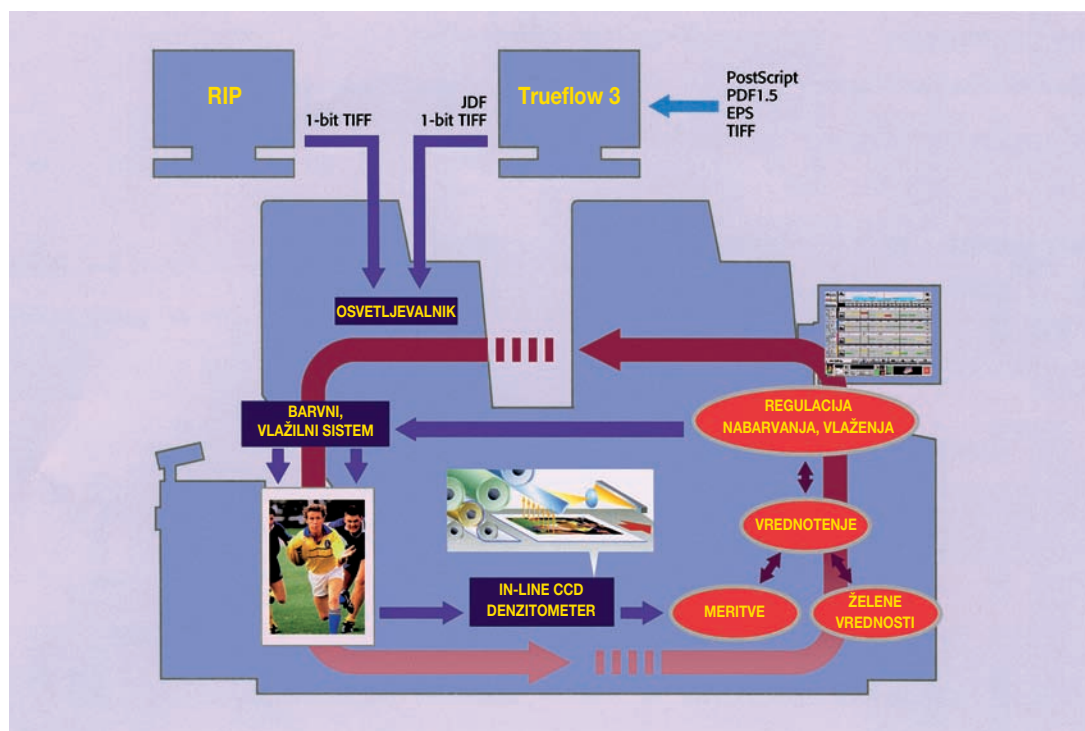 RIP
1-bit TIFF
JDF
1-bit TIFF
Trueflow 3
PostScript
PDF1.5
EPS
TIFF
OSVETLJEVALNIK
BARVNI,
VLAŽILNI SISTEM
REGULACIJA
NABARVANJA, VLAŽENJA
VREDNOTENJE
IN-LINE CCD
DENZITOMETER
MERITVE
ŽELENE
VREDNOSTI